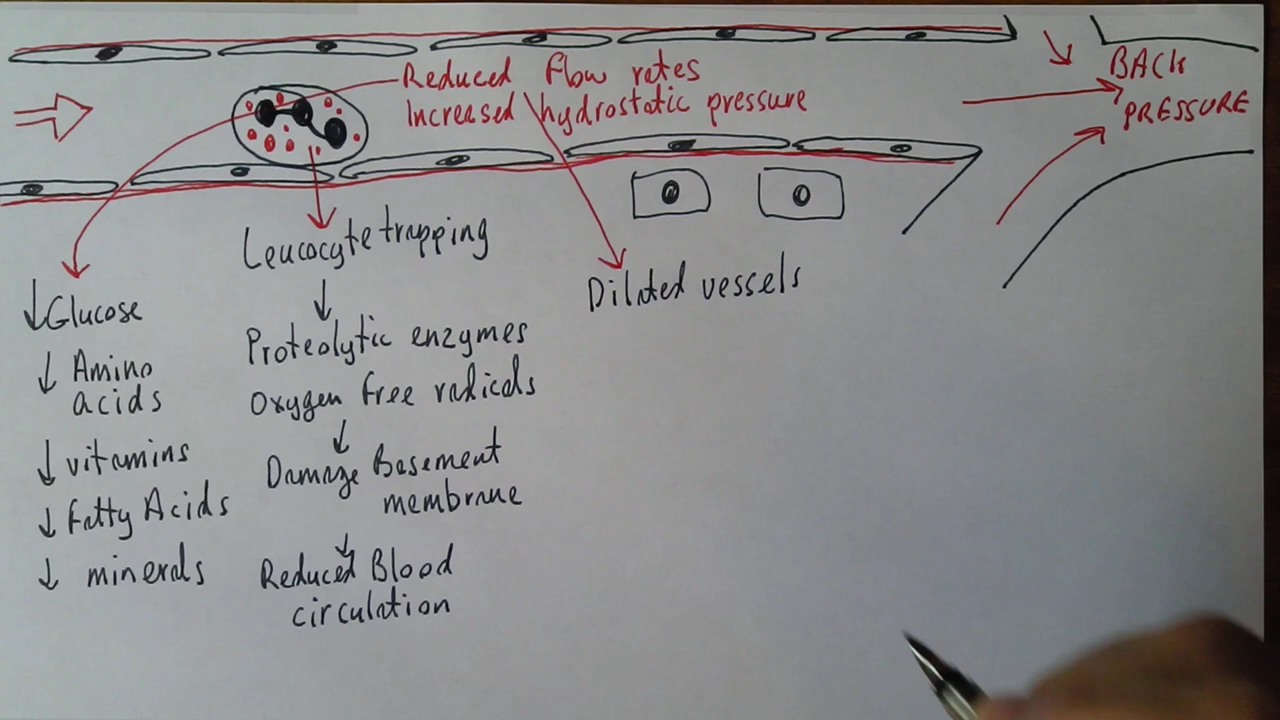 Reduced Flow rates
Increased hydrostatic pressure
BACK
PRESSURE
↓Glucose
↓ Amino
acids
↓ vitamins
↓ Fatty Acids
↓ minerals
Leucocyte trapping
↓
Proteolytic enzymes
Oxygen free radicals
↓
Damage Basement
membrane
↓
Reduced Blood
circulation
Dilated vessels